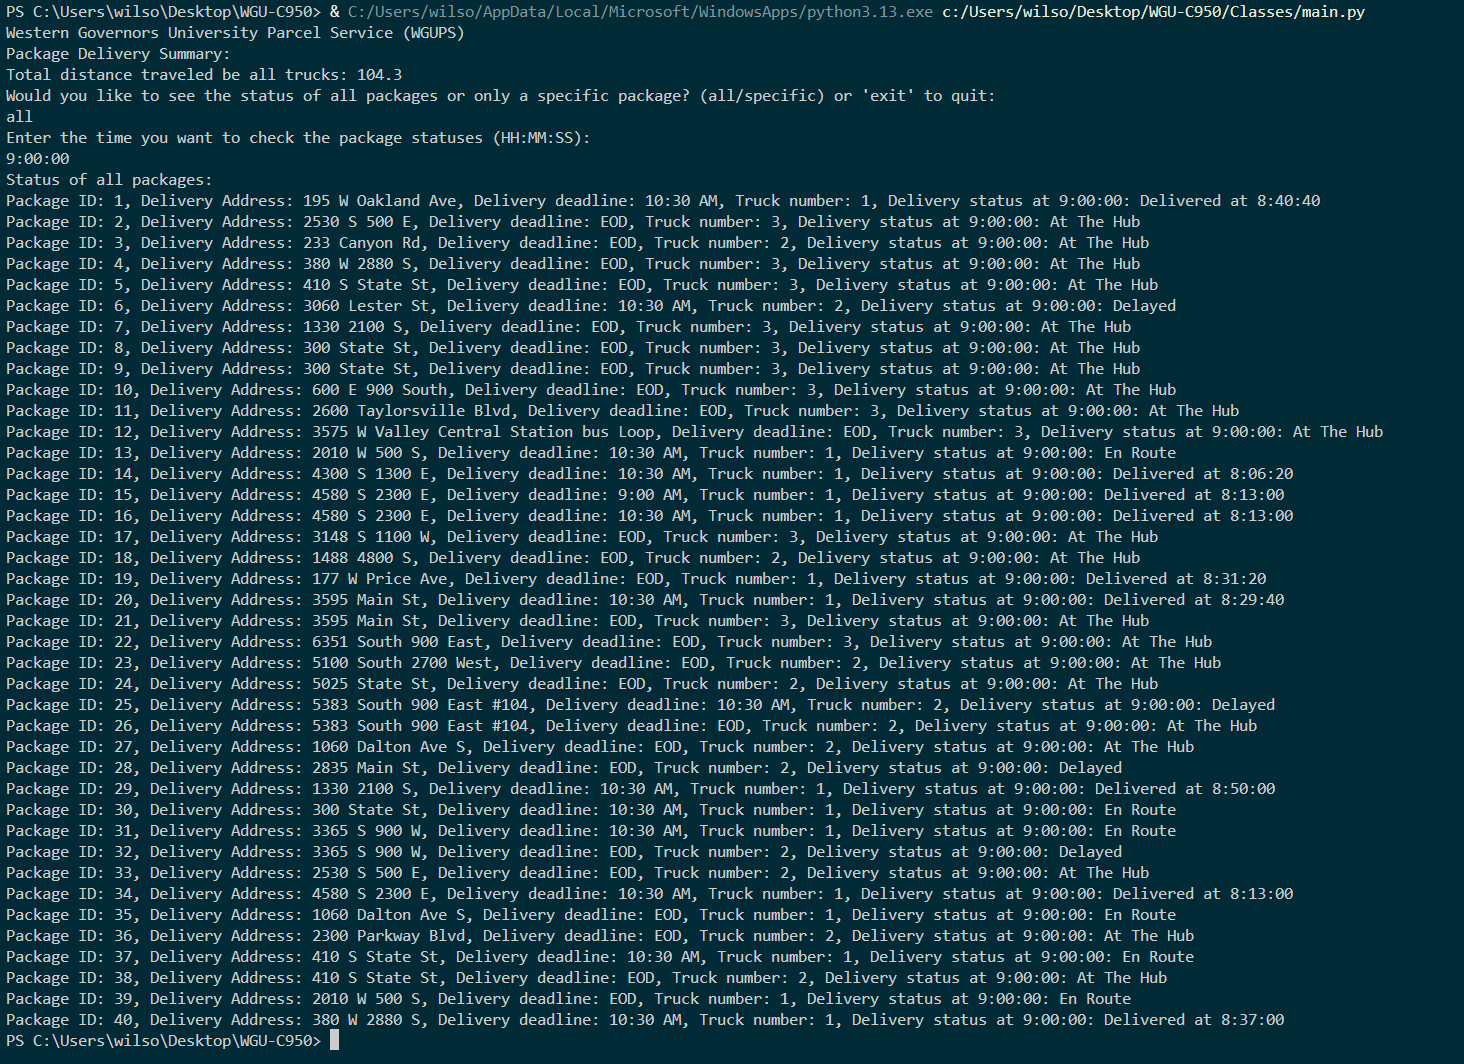 PS C:\Users\wilso\Desktop\WGU-C950> & C:/Users/wilso/AppData/Local/Microsoft/WindowsApps/python3.13.exe c:/Users/wilso/Desktop/WGU-C950/Classes/main.py
Western Governors University Parcel Service (WGUPS)
Package Delivery Summary:
Total distance traveled be all trucks: 104.3
Would you like to see the status of all packages or only a specific package? (all/specific) or 'exit' to quit:
all
Enter the time you want to check the package statuses (HH:MM:SS):
9:00:00
Status of all packages:
Package ID: 1, Delivery Address: 195 W Oakland Ave, Delivery deadline: 10:30 AM, Truck number: 1, Delivery status at 9:00:00: Delivered at 8:40:40
Package ID: 2, Delivery Address: 2530 S 500 E, Delivery deadline: EOD, Truck number: 3, Delivery status at 9:00:00: At The Hub
Package ID: 3, Delivery Address: 233 Canyon Rd, Delivery deadline: EOD, Truck number: 2, Delivery status at 9:00:00: At The Hub
Package ID: 4, Delivery Address: 380 W 2880 S, Delivery deadline: EOD, Truck number: 3, Delivery status at 9:00:00: At The Hub
Package ID: 5, Delivery Address: 410 S State St, Delivery deadline: EOD, Truck number: 3, Delivery status at 9:00:00: At The Hub
Package ID: 6, Delivery Address: 3060 Lester St, Delivery deadline: 10:30 AM, Truck number: 2, Delivery status at 9:00:00: Delayed
Package ID: 7, Delivery Address: 1330 2100 S, Delivery deadline: EOD, Truck number: 3, Delivery status at 9:00:00: At The Hub
Package ID: 8, Delivery Address: 300 State St, Delivery deadline: EOD, Truck number: 3, Delivery status at 9:00:00: At The Hub
Package ID: 9, Delivery Address: 300 State St, Delivery deadline: EOD, Truck number: 3, Delivery status at 9:00:00: At The Hub
Package ID: 10, Delivery Address: 600 E 900 South, Delivery deadline: EOD, Truck number: 3, Delivery status at 9:00:00: At The Hub
Package ID: 11, Delivery Address: 2600 Taylorsville Blvd, Delivery deadline: EOD, Truck number: 3, Delivery status at 9:00:00: At The Hub
Package ID: 12, Delivery Address: 3575 W Valley Central Station bus Loop, Delivery deadline: EOD, Truck number: 3, Delivery status at 9:00:00: At The Hub
Package ID: 13, Delivery Address: 2010 W 500 S, Delivery deadline: 10:30 AM, Truck number: 1, Delivery status at 9:00:00: En Route
Package ID: 14, Delivery Address: 4300 S 1300 E, Delivery deadline: 10:30 AM, Truck number: 1, Delivery status at 9:00:00: Delivered at 8:06:20
Package ID: 15, Delivery Address: 4580 S 2300 E, Delivery deadline: 9:00 AM, Truck number: 1, Delivery status at 9:00:00: Delivered at 8:13:00
Package ID: 16, Delivery Address: 4580 S 2300 E, Delivery deadline: 10:30 AM, Truck number: 1, Delivery status at 9:00:00: Delivered at 8:13:00
Package ID: 17, Delivery Address: 3148 S 1100 W, Delivery deadline: EOD, Truck number: 3, Delivery status at 9:00:00: At The Hub
Package ID: 18, Delivery Address: 1488 4800 S, Delivery deadline: EOD, Truck number: 2, Delivery status at 9:00:00: At The Hub
Package ID: 19, Delivery Address: 177 W Price Ave, Delivery deadline: EOD, Truck number: 1, Delivery status at 9:00:00: Delivered at 8:31:20
Package ID: 20, Delivery Address: 3595 Main St, Delivery deadline: 10:30 AM, Truck number: 1, Delivery status at 9:00:00: Delivered at 8:29:40
Package ID: 21, Delivery Address: 3595 Main St, Delivery deadline: EOD, Truck number: 3, Delivery status at 9:00:00: At The Hub
Package ID: 22, Delivery Address: 6351 South 900 East, Delivery deadline: EOD, Truck number: 3, Delivery status at 9:00:00: At The Hub
Package ID: 23, Delivery Address: 5100 South 2700 West, Delivery deadline: EOD, Truck number: 2, Delivery status at 9:00:00: At The Hub
Package ID: 24, Delivery Address: 5025 State St, Delivery deadline: EOD, Truck number: 2, Delivery status at 9:00:00: At The Hub
Package ID: 25, Delivery Address: 5383 South 900 East #104, Delivery deadline: 10:30 AM, Truck number: 2, Delivery status at 9:00:00: Delayed
Package ID: 26, Delivery Address: 5383 South 900 East #104, Delivery deadline: EOD, Truck number: 2, Delivery status at 9:00:00: At The Hub
Package ID: 27, Delivery Address: 1060 Dalton Ave S, Delivery deadline: EOD, Truck number: 2, Delivery status at 9:00:00: At The Hub
Package ID: 28, Delivery Address: 2835 Main St, Delivery deadline: EOD, Truck number: 2, Delivery status at 9:00:00: Delayed
Package ID: 29, Delivery Address: 1330 2100 S, Delivery deadline: 10:30 AM, Truck number: 1, Delivery status at 9:00:00: Delivered at 8:50:00
Package ID: 30, Delivery Address: 300 State St, Delivery deadline: 10:30 AM, Truck number: 1, Delivery status at 9:00:00: En Route
Package ID: 31, Delivery Address: 3365 S 900 W, Delivery deadline: 10:30 AM, Truck number: 1, Delivery status at 9:00:00: En Route
Package ID: 32, Delivery Address: 3365 S 900 W, Delivery deadline: EOD, Truck number: 2, Delivery status at 9:00:00: Delayed
Package ID: 33, Delivery Address: 2530 S 500 E, Delivery deadline: EOD, Truck number: 2, Delivery status at 9:00:00: At The Hub
Package ID: 34, Delivery Address: 4580 S 2300 E, Delivery deadline: 10:30 AM, Truck number: 1, Delivery status at 9:00:00: Delivered at 8:13:00
Package ID: 35, Delivery Address: 1060 Dalton Ave S, Delivery deadline: EOD, Truck number: 1, Delivery status at 9:00:00: En Route
Package ID: 36, Delivery Address: 2300 Parkway Blvd, Delivery deadline: EOD, Truck number: 2, Delivery status at 9:00:00: At The Hub
Package ID: 37, Delivery Address: 410 S State St, Delivery deadline: 10:30 AM, Truck number: 1, Delivery status at 9:00:00: En Route
Package ID: 38, Delivery Address: 410 S State St, Delivery deadline: EOD, Truck number: 2, Delivery status at 9:00:00: At The Hub
Package ID: 39, Delivery Address: 2010 W 500 S, Delivery deadline: EOD, Truck number: 1, Delivery status at 9:00:00: En Route
Package ID: 40, Delivery Address: 380 W 2880 S, Delivery deadline: 10:30 AM, Truck number: 1, Delivery status at 9:00:00: Delivered at 8:37:00
PS C:\Users\wilso\Desktop\WGU-C950>